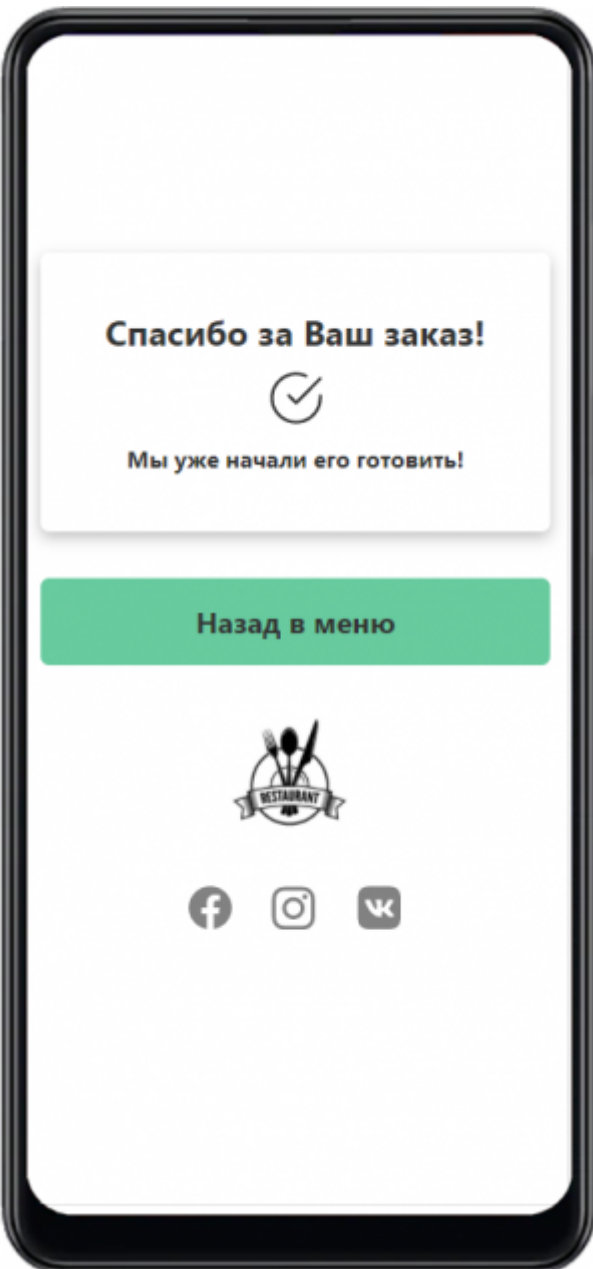 Спасибо за Ваш заказ!
Мы уже начали его готовить!
Назад в меню
RESTAURANT